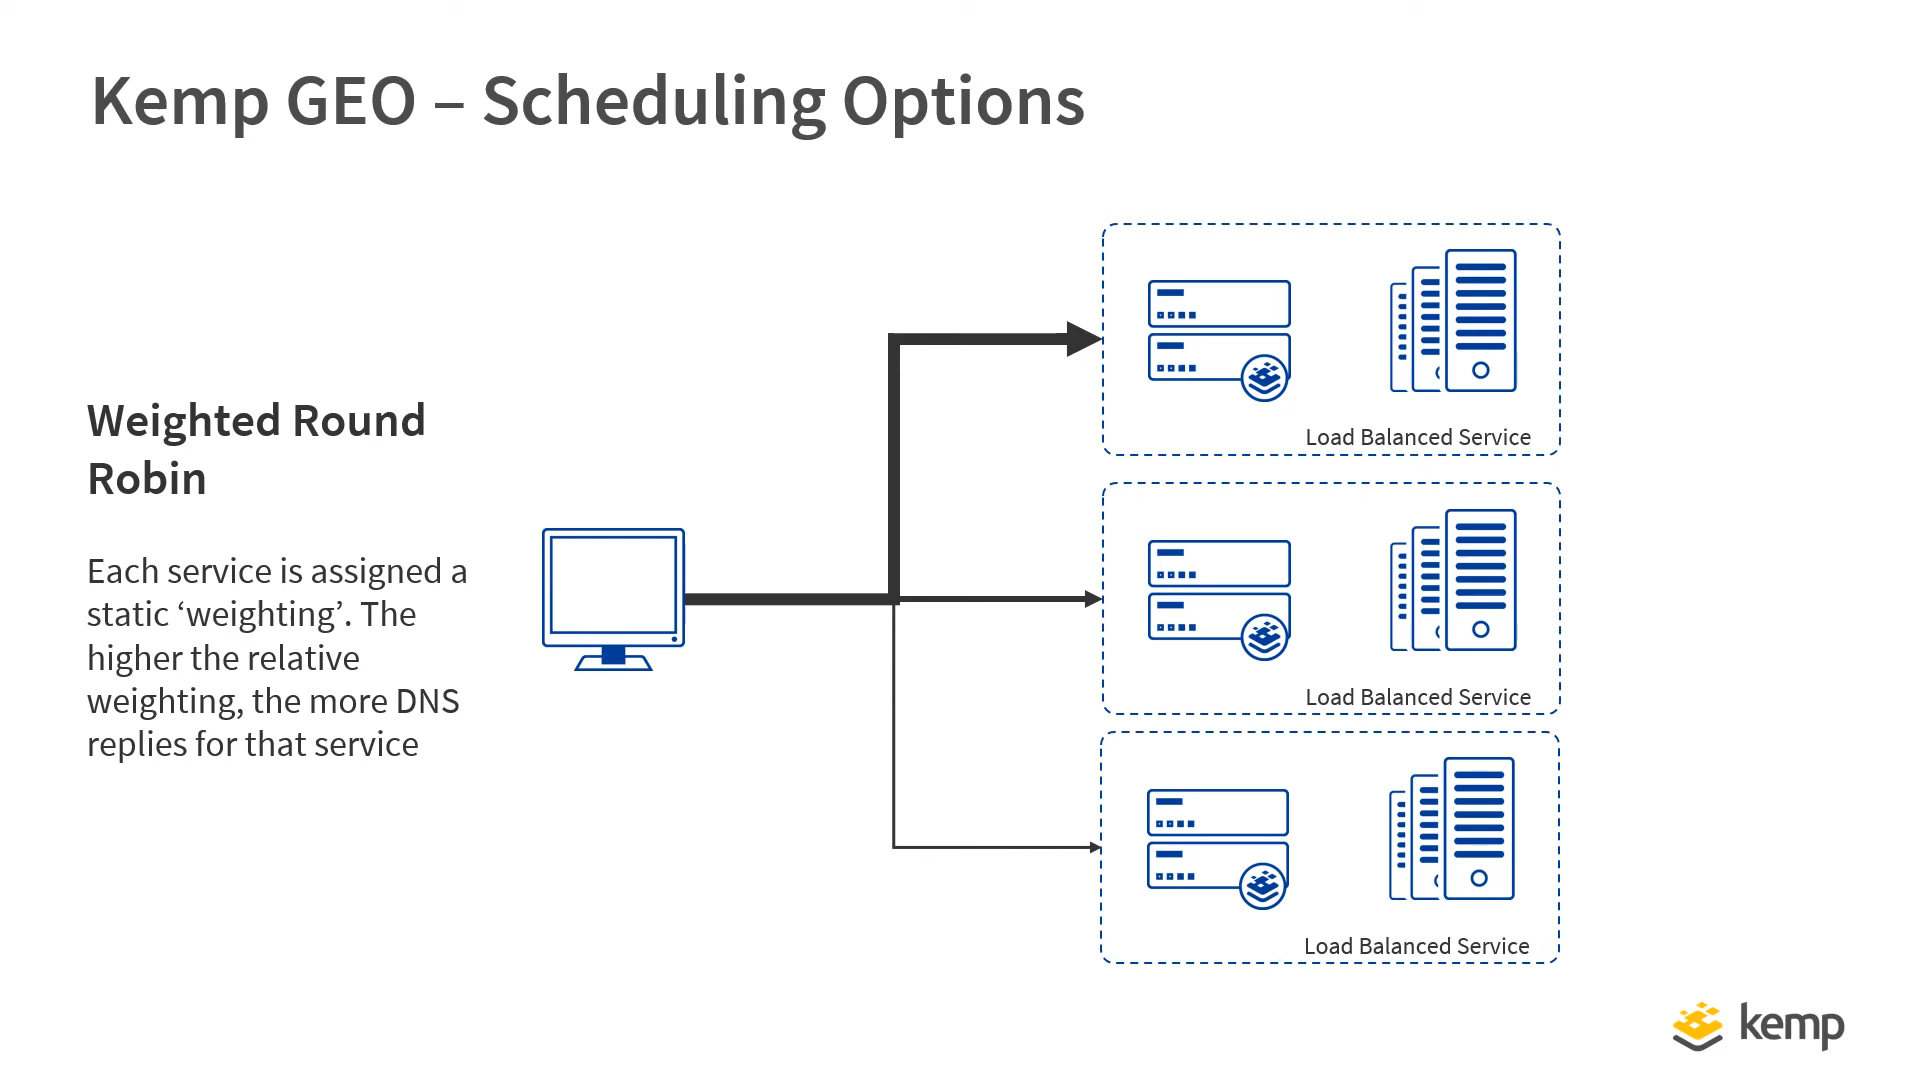 Kemp GEO – Scheduling Options
Weighted Round
Robin
Each service is assigned a
static ‘weighting’. The
higher the relative
weighting, the more DNS
replies for that service
Load Balanced Service
Load Balanced Service
Load Balanced Service
kemp